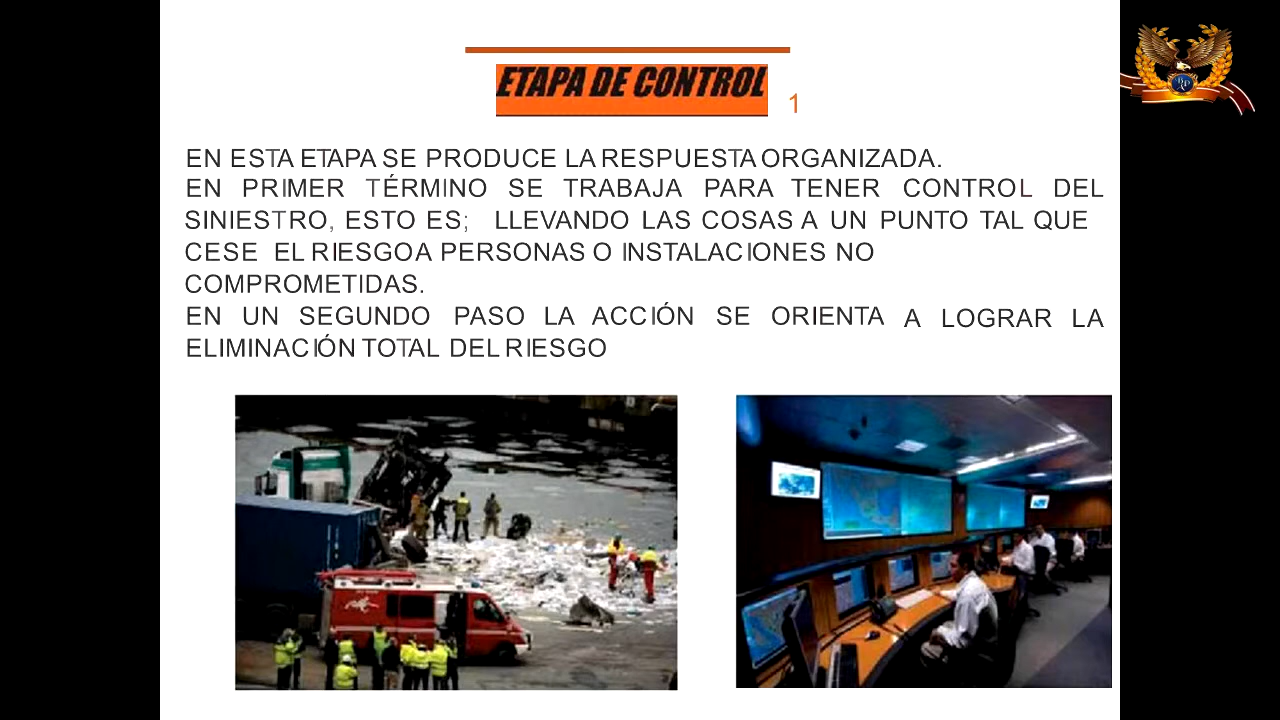 ETAPA DE CONTROL
1
EN ESTA ETAPA SE PRODUCE LA RESPUESTA ORGANIZADA.
EN PRIMER TÉRMINO SE TRABAJA PARA TENER CONTROL DEL
SINIESTRO, ESTO ES; LLEVANDO LAS COSAS A UN PUNTO TAL QUE
CESE EL RIESGO A PERSONAS O INSTALACIONES NO
COMPROMETIDAS.
EN UN SEGUNDO PASO LA ACCIÓN SE ORIENTA A LOGRAR LA
ELIMINACIÓN TOTAL DEL RIESGO